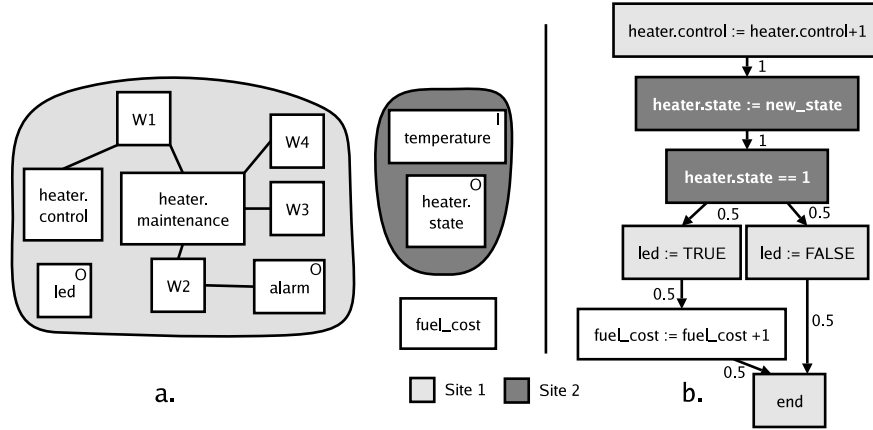 W1
W4
heater.
control
heater.
maintenance
W3
O
led
W2
O
alarm
I
temperature
O
heater.
state
fuel_cost
a.
Site 1
Site 2
heater.control := heater.control+1
1
heater.state := new_state
1
heater.state == 1
0.5
0.5
led := TRUE
led := FALSE
0.5
0.5
fuel_cost := fuel_cost +1
0.5
end
b.